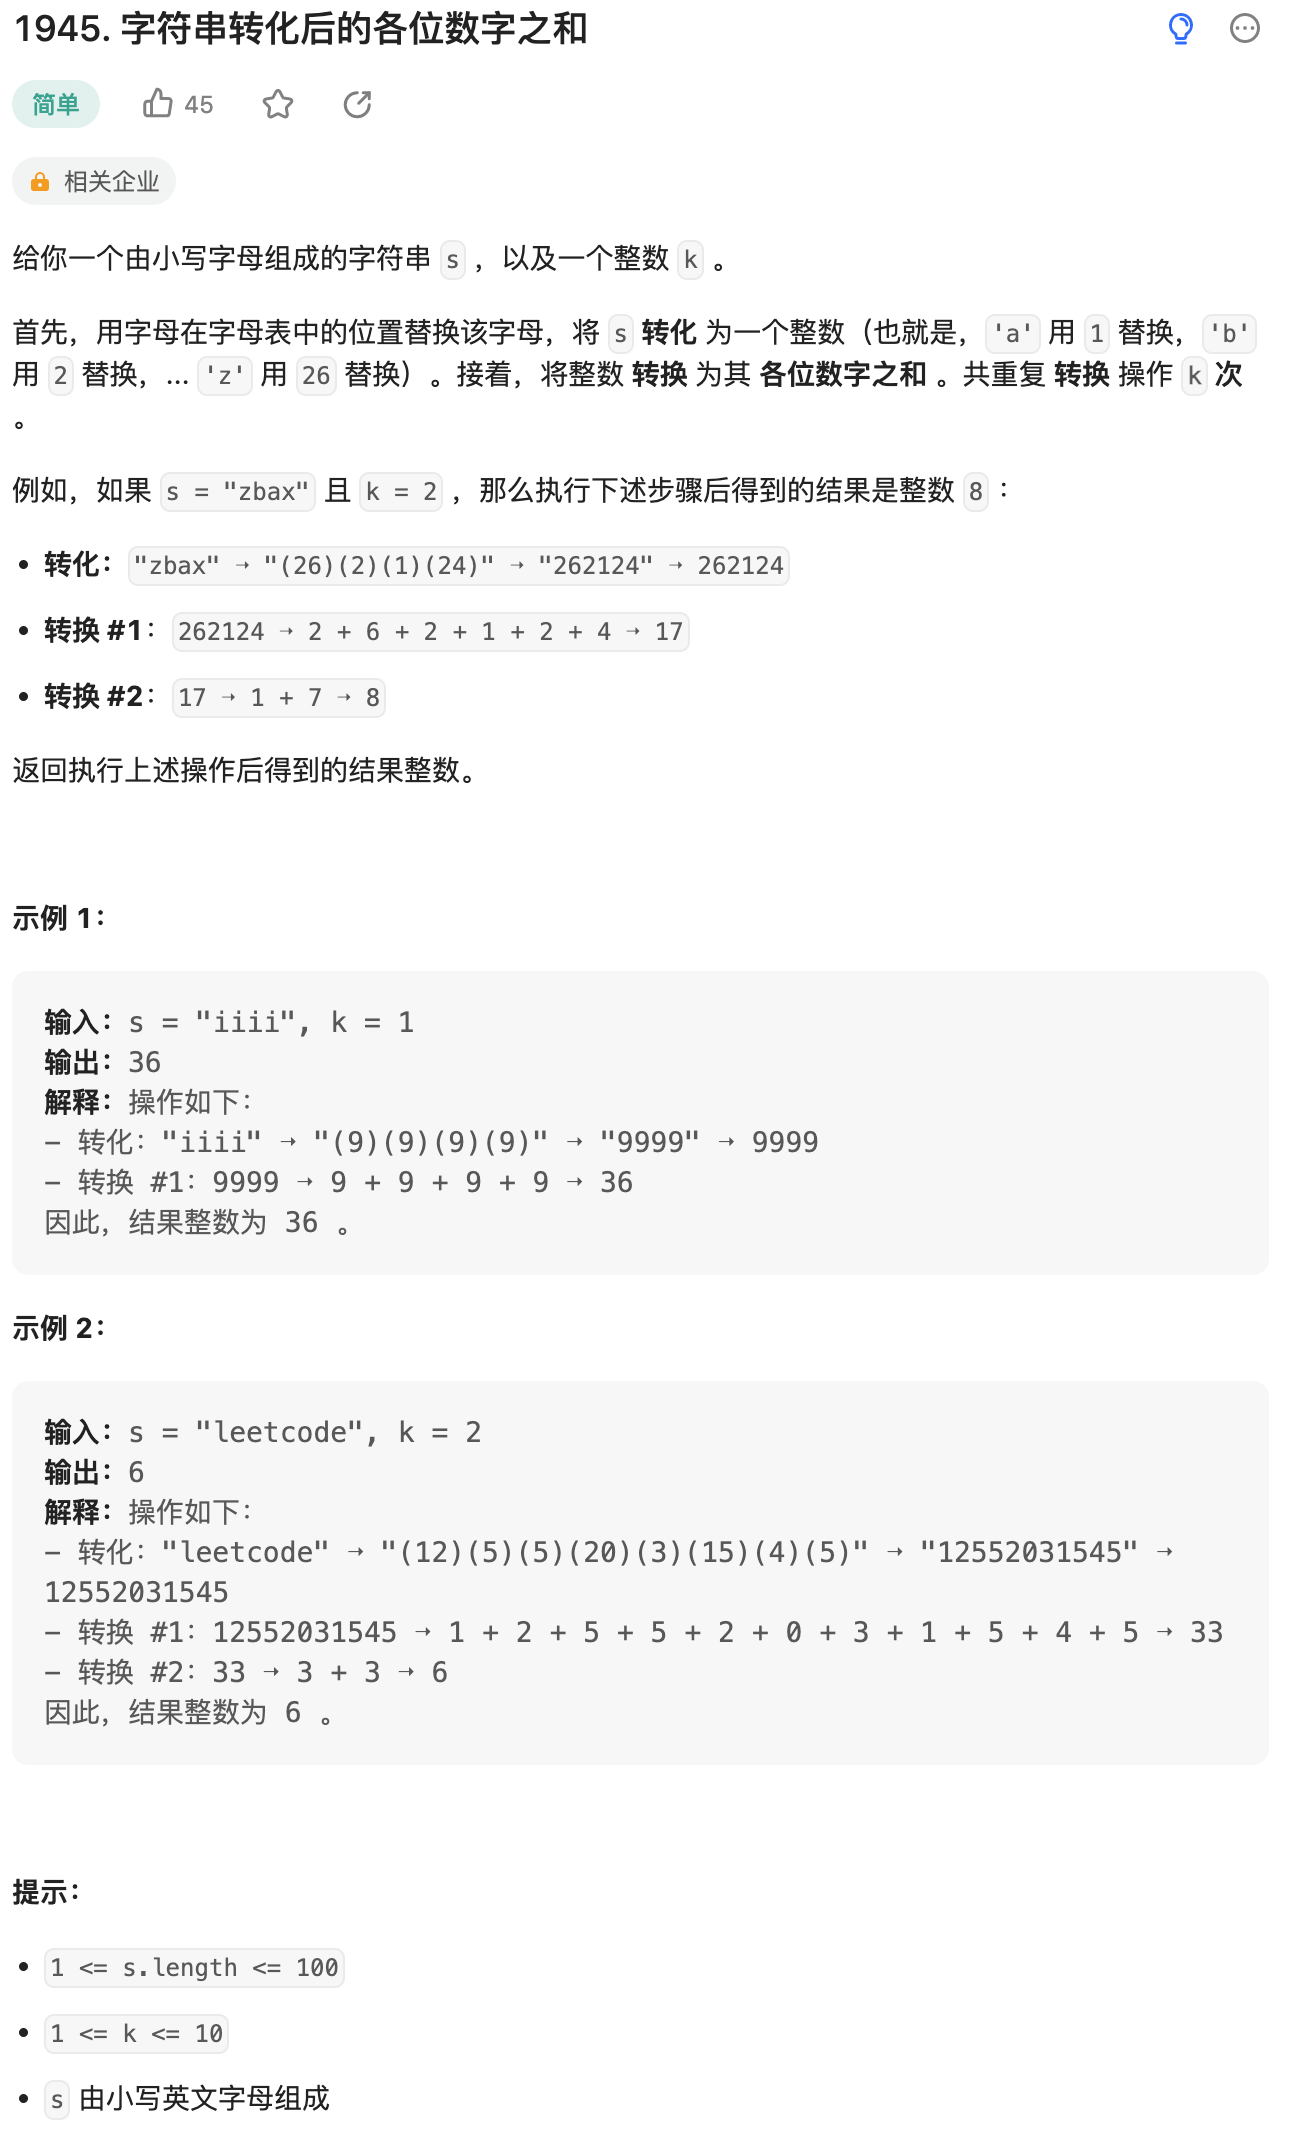 1945. 字符串转化后的各位数字之和
简单 45
相关企业
给你一个由小写字母组成的字符串 s ，以及一个整数 k 。
首先，用字母在字母表中的位置替换该字母，将 s 转化 为一个整数（也就是，'a' 用 1 替换，'b'
用 2 替换，... 'z' 用 26 替换）。接着，将整数 转换 为其 各位数字之和 。共重复 转换 操作 k 次
。
例如，如果 s = "zbax" 且 k = 2 ，那么执行下述步骤后得到的结果是整数 8 ：
• 转化："zbax" ➝ "(26)(2)(1)(24)" ➝ "262124" ➝ 262124
• 转换 #1：262124 ➝ 2 + 6 + 2 + 1 + 2 + 4 ➝ 17
• 转换 #2：17 ➝ 1 + 7 ➝ 8
返回执行上述操作后得到的结果整数。
示例 1：
输入：s = "iiii", k = 1
输出：36
解释：操作如下：
- 转化："iiii" ➝ "(9)(9)(9)(9)" ➝ "9999" ➝ 9999
- 转换 #1：9999 ➝ 9 + 9 + 9 + 9 ➝ 36
因此，结果整数为 36 。
示例 2：
输入：s = "leetcode", k = 2
输出：6
解释：操作如下：
- 转化："leetcode" ➝ "(12)(5)(5)(20)(3)(15)(4)(5)" ➝ "12552031545" ➝
12552031545
- 转换 #1：12552031545 ➝ 1 + 2 + 5 + 5 + 2 + 0 + 3 + 1 + 5 + 4 + 5 ➝ 33
- 转换 #2：33 ➝ 3 + 3 ➝ 6
因此，结果整数为 6 。
提示：
• 1 <= s.length <= 100
• 1 <= k <= 10
• s 由小写英文字母组成